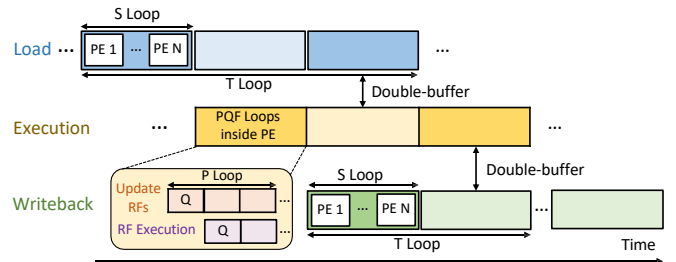 S Loop
Load ... PE 1 ... PE N ...
T Loop
Double-buffer
Execution ... PQF Loops
inside PE ...
Double-buffer
P Loop
Update
RFs Q ...
RF Execution Q ...
S Loop
Writeback PE 1 ... PE N ...
T Loop
Time